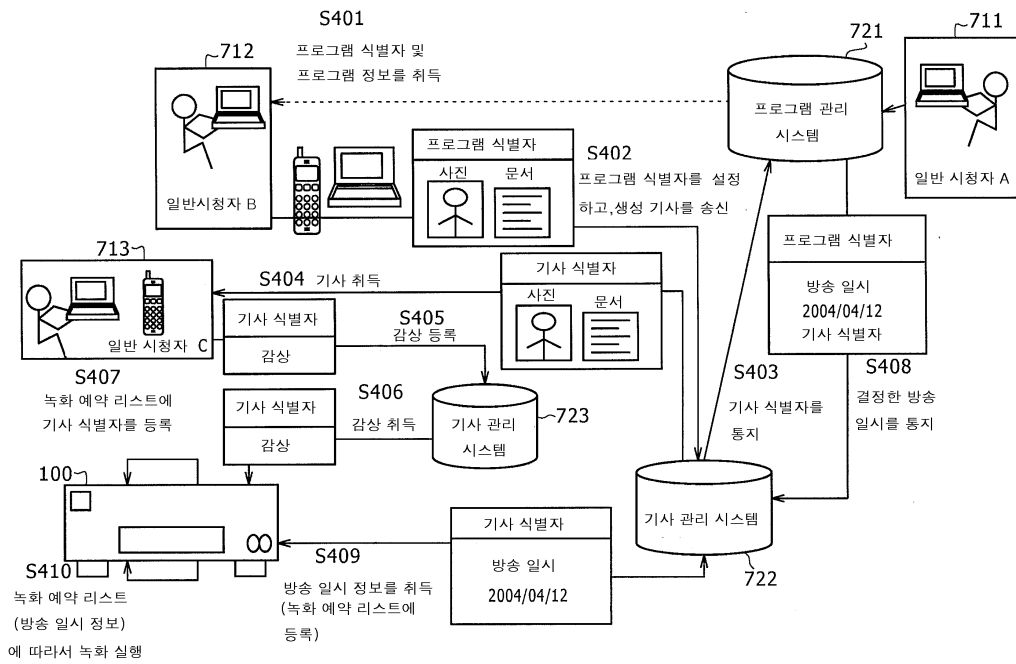 S401
프로그램 식별자 및
프로그램 정보를 취득
712
일반시청자 B
721
프로그램 관리
시스템
711
일반 시청자 A
프로그램 식별자
사진
문서
S402
프로그램 식별자를 설정
하고,생성 기사를 송신
프로그램 식별자
방송 일시
2004/04/12
기사 식별자
713
일반 시청자 C
S404 기사 취득
기사 식별자
사진
문서
기사 식별자
감상
S405
감상 등록
S407
녹화 예약 리스트에
기사 식별자를 등록
기사 식별자
감상
S406
감상 취득
기사 관리
시스템
723
S403
기사 식별자를
통지
S408
결정한 방송
일시를 통지
100
기사 관리 시스템
722
기사 식별자
방송 일시
2004/04/12
S409
방송 일시 정보를 취득
(녹화 예약 리스트에
등록)
S410
녹화 예약 리스트
(방송 일시 정보)
에 따라서 녹화 실행